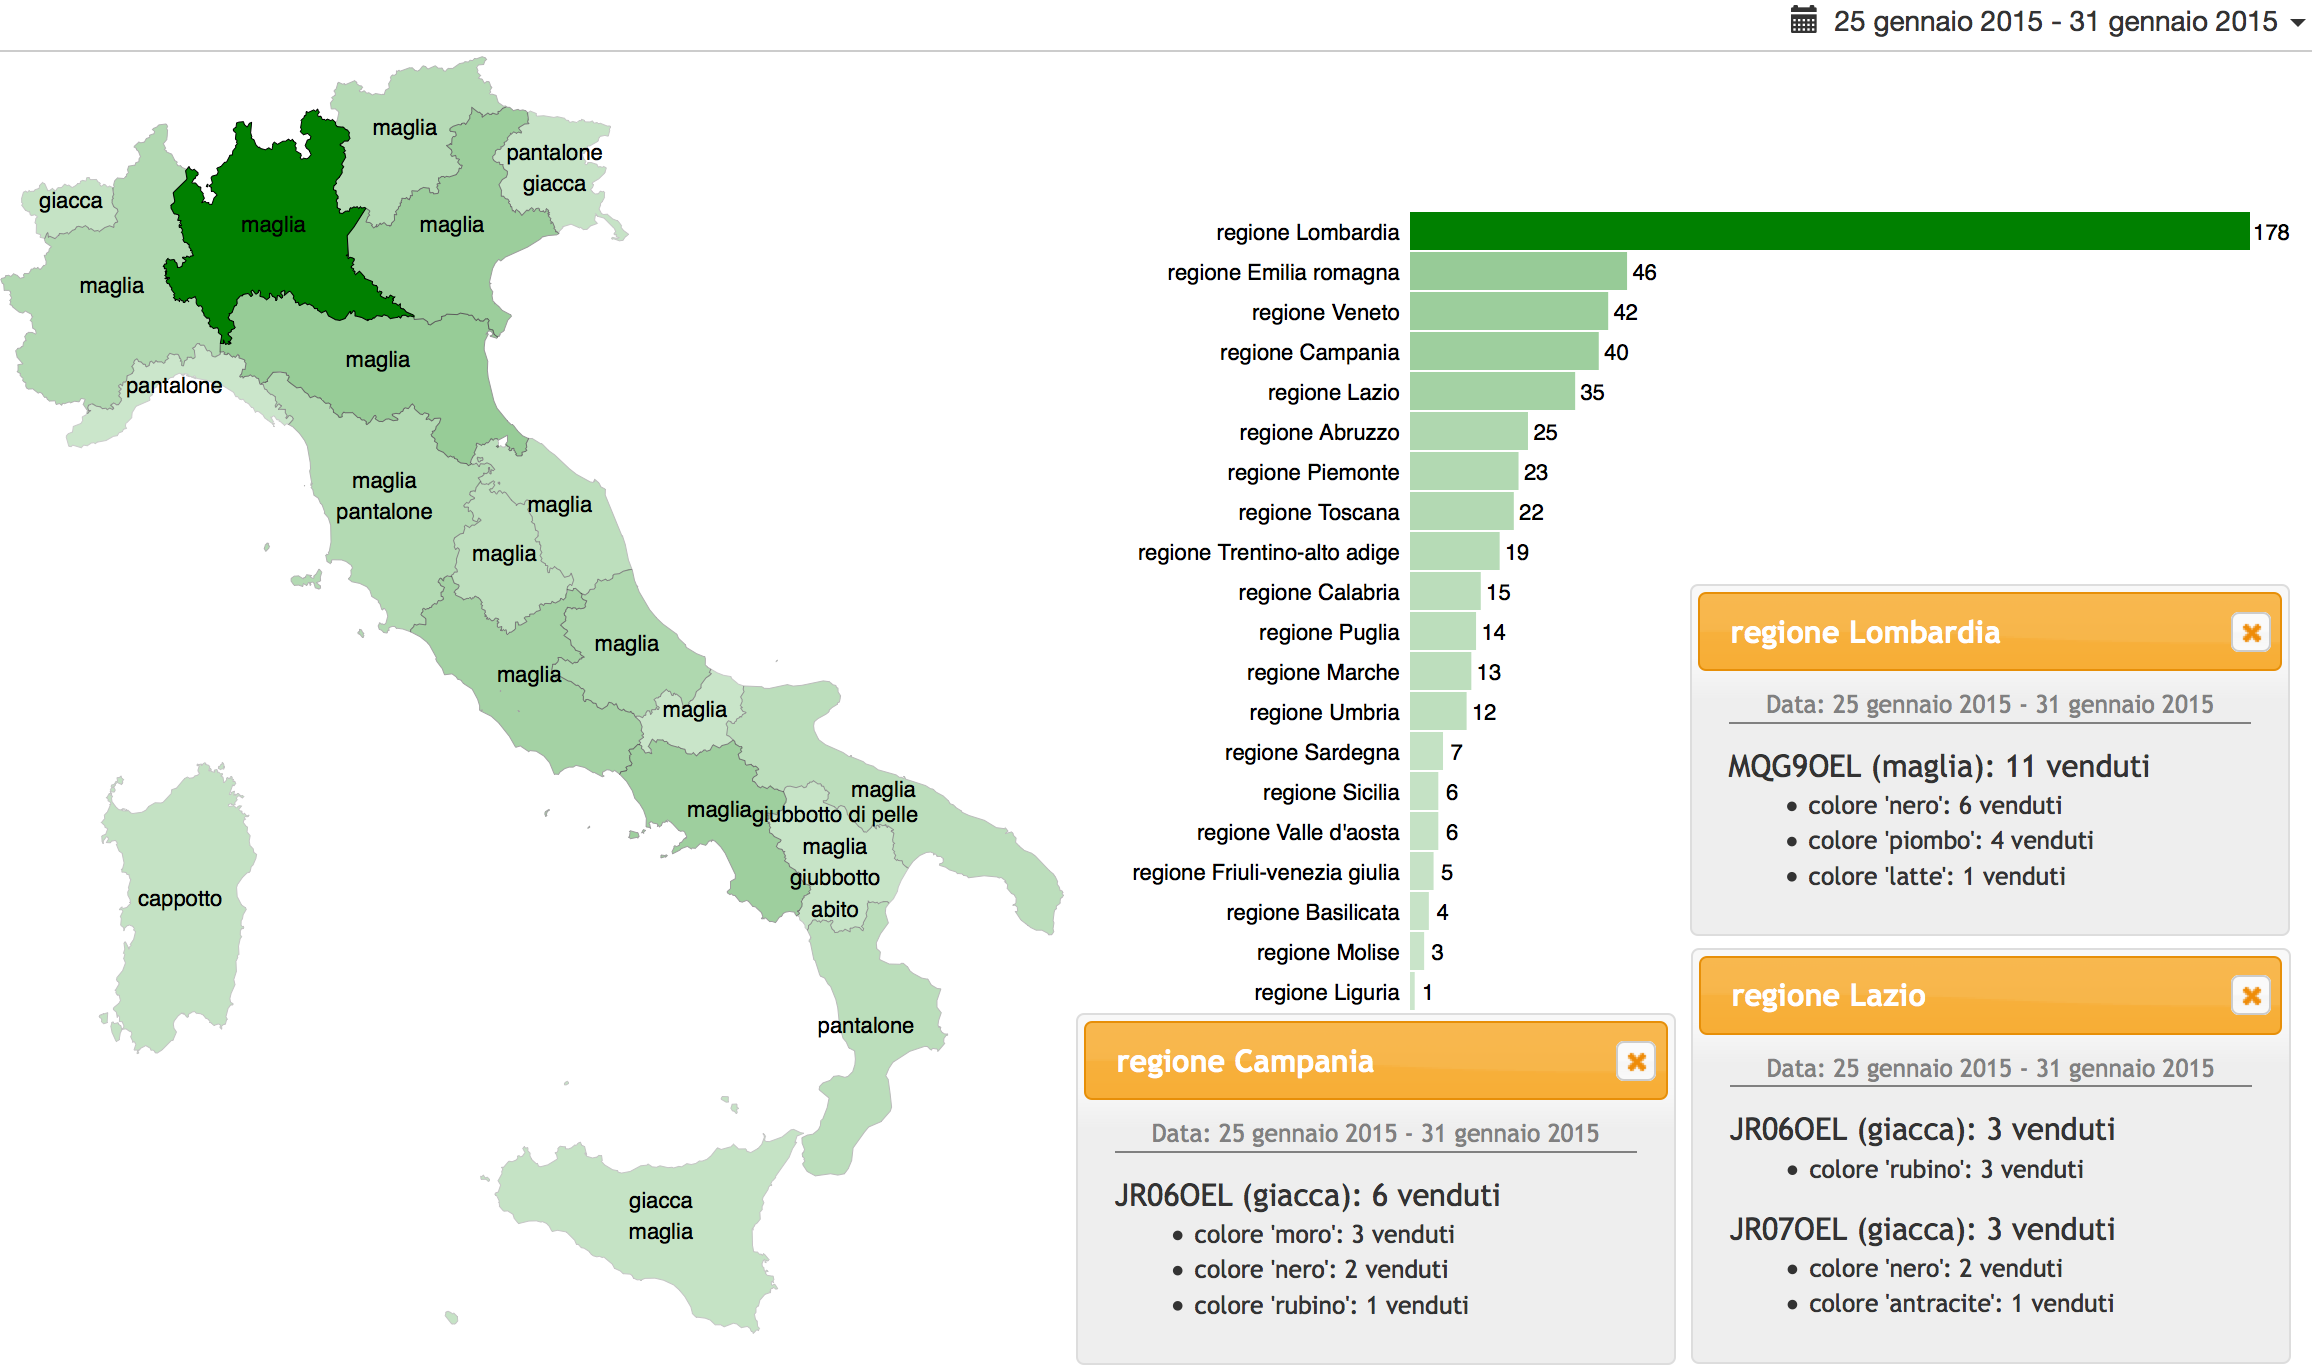 25 gennaio 2015 - 31 gennaio 2015
maglia
pantalone
giacca
giacca
maglia
maglia
maglia
maglia
pantalone
maglia
pantalone
maglia
maglia
maglia
maglia
maglia
maglia
maglia
giubbotto di pelle
maglia
giubbotto
abito
cappotto
pantalone
giacca
maglia
regione Lombardia 178
regione Emilia romagna 46
regione Veneto 42
regione Campania 40
regione Lazio 35
regione Abruzzo 25
regione Piemonte 23
regione Toscana 22
regione Trentino-alto adige 19
regione Calabria 15
regione Puglia 14
regione Marche 13
regione Umbria 12
regione Sardegna 7
regione Sicilia 6
regione Valle d'aosta 6
regione Friuli-venezia giulia 5
regione Basilicata 4
regione Molise 3
regione Liguria 1
regione Lombardia
Data: 25 gennaio 2015 - 31 gennaio 2015
MQG9OEL (maglia): 11 venduti
• colore 'nero': 6 venduti
• colore 'piombo': 4 venduti
• colore 'latte': 1 venduti
regione Campania
Data: 25 gennaio 2015 - 31 gennaio 2015
JR06OEL (giacca): 6 venduti
• colore 'moro': 3 venduti
• colore 'nero': 2 venduti
• colore 'rubino': 1 venduti
regione Lazio
Data: 25 gennaio 2015 - 31 gennaio 2015
JR06OEL (giacca): 3 venduti
• colore 'rubino': 3 venduti
JR07OEL (giacca): 3 venduti
• colore 'nero': 2 venduti
• colore 'antracite': 1 venduti